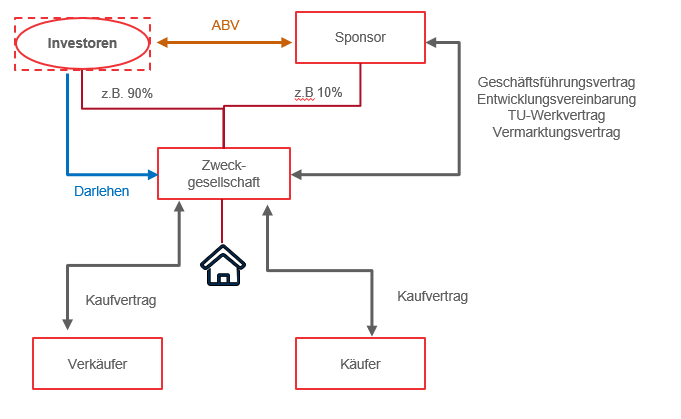 ABV
Investoren
Sponsor
z.B. 90%
z.B 10%
Geschäftsführungsvertrag
Entwicklungsvereinbarung
TU-Werkvertrag
Vermarktungsvertrag
Zweck-
gesellschaft
Darlehen
Kaufvertrag
Kaufvertrag
Verkäufer
Käufer